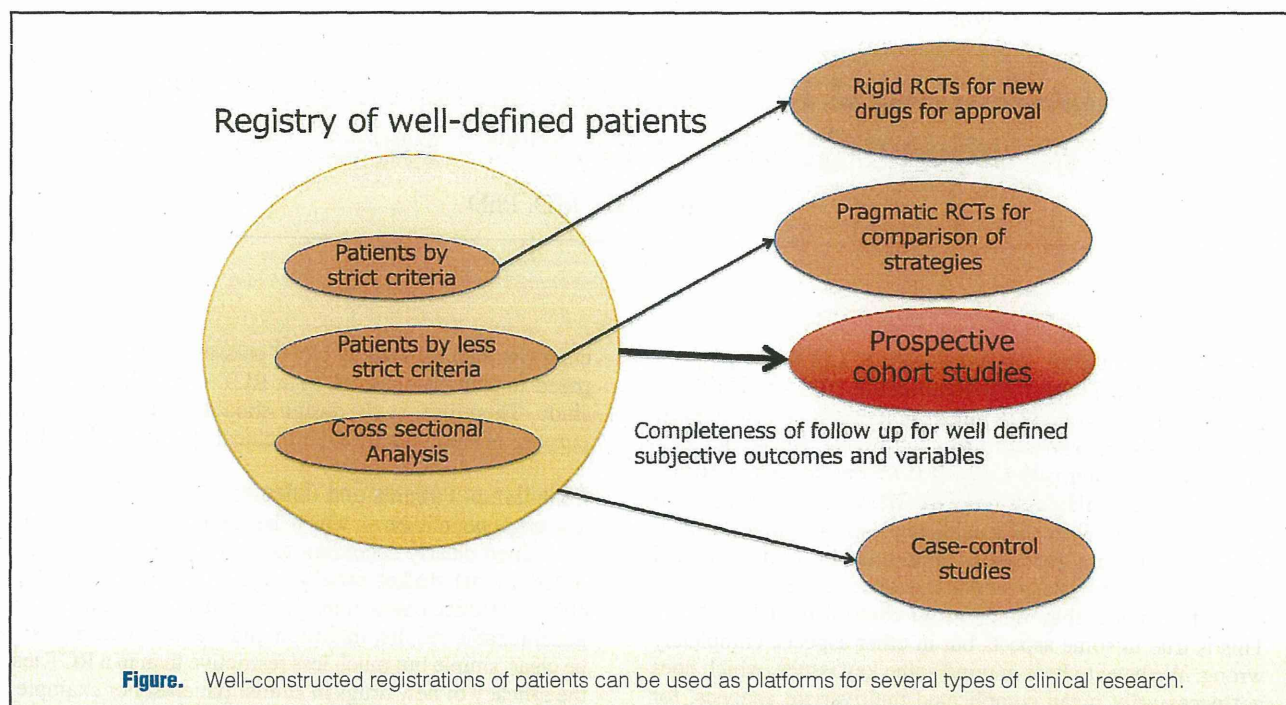 Registry of well-defined patients
Patients by
strict criteria
Patients by less
strict criteria
Cross sectional
Analysis
Rigid RCTs for new
drugs for approval
Pragmatic RCTs for
comparison of
strategies
Prospective
cohort studies
Completeness of follow up for well defined
subjective outcomes and variables
Case-control
studies
Figure. Well-constructed registrations of patients can be used as platforms for several types of clinical research.